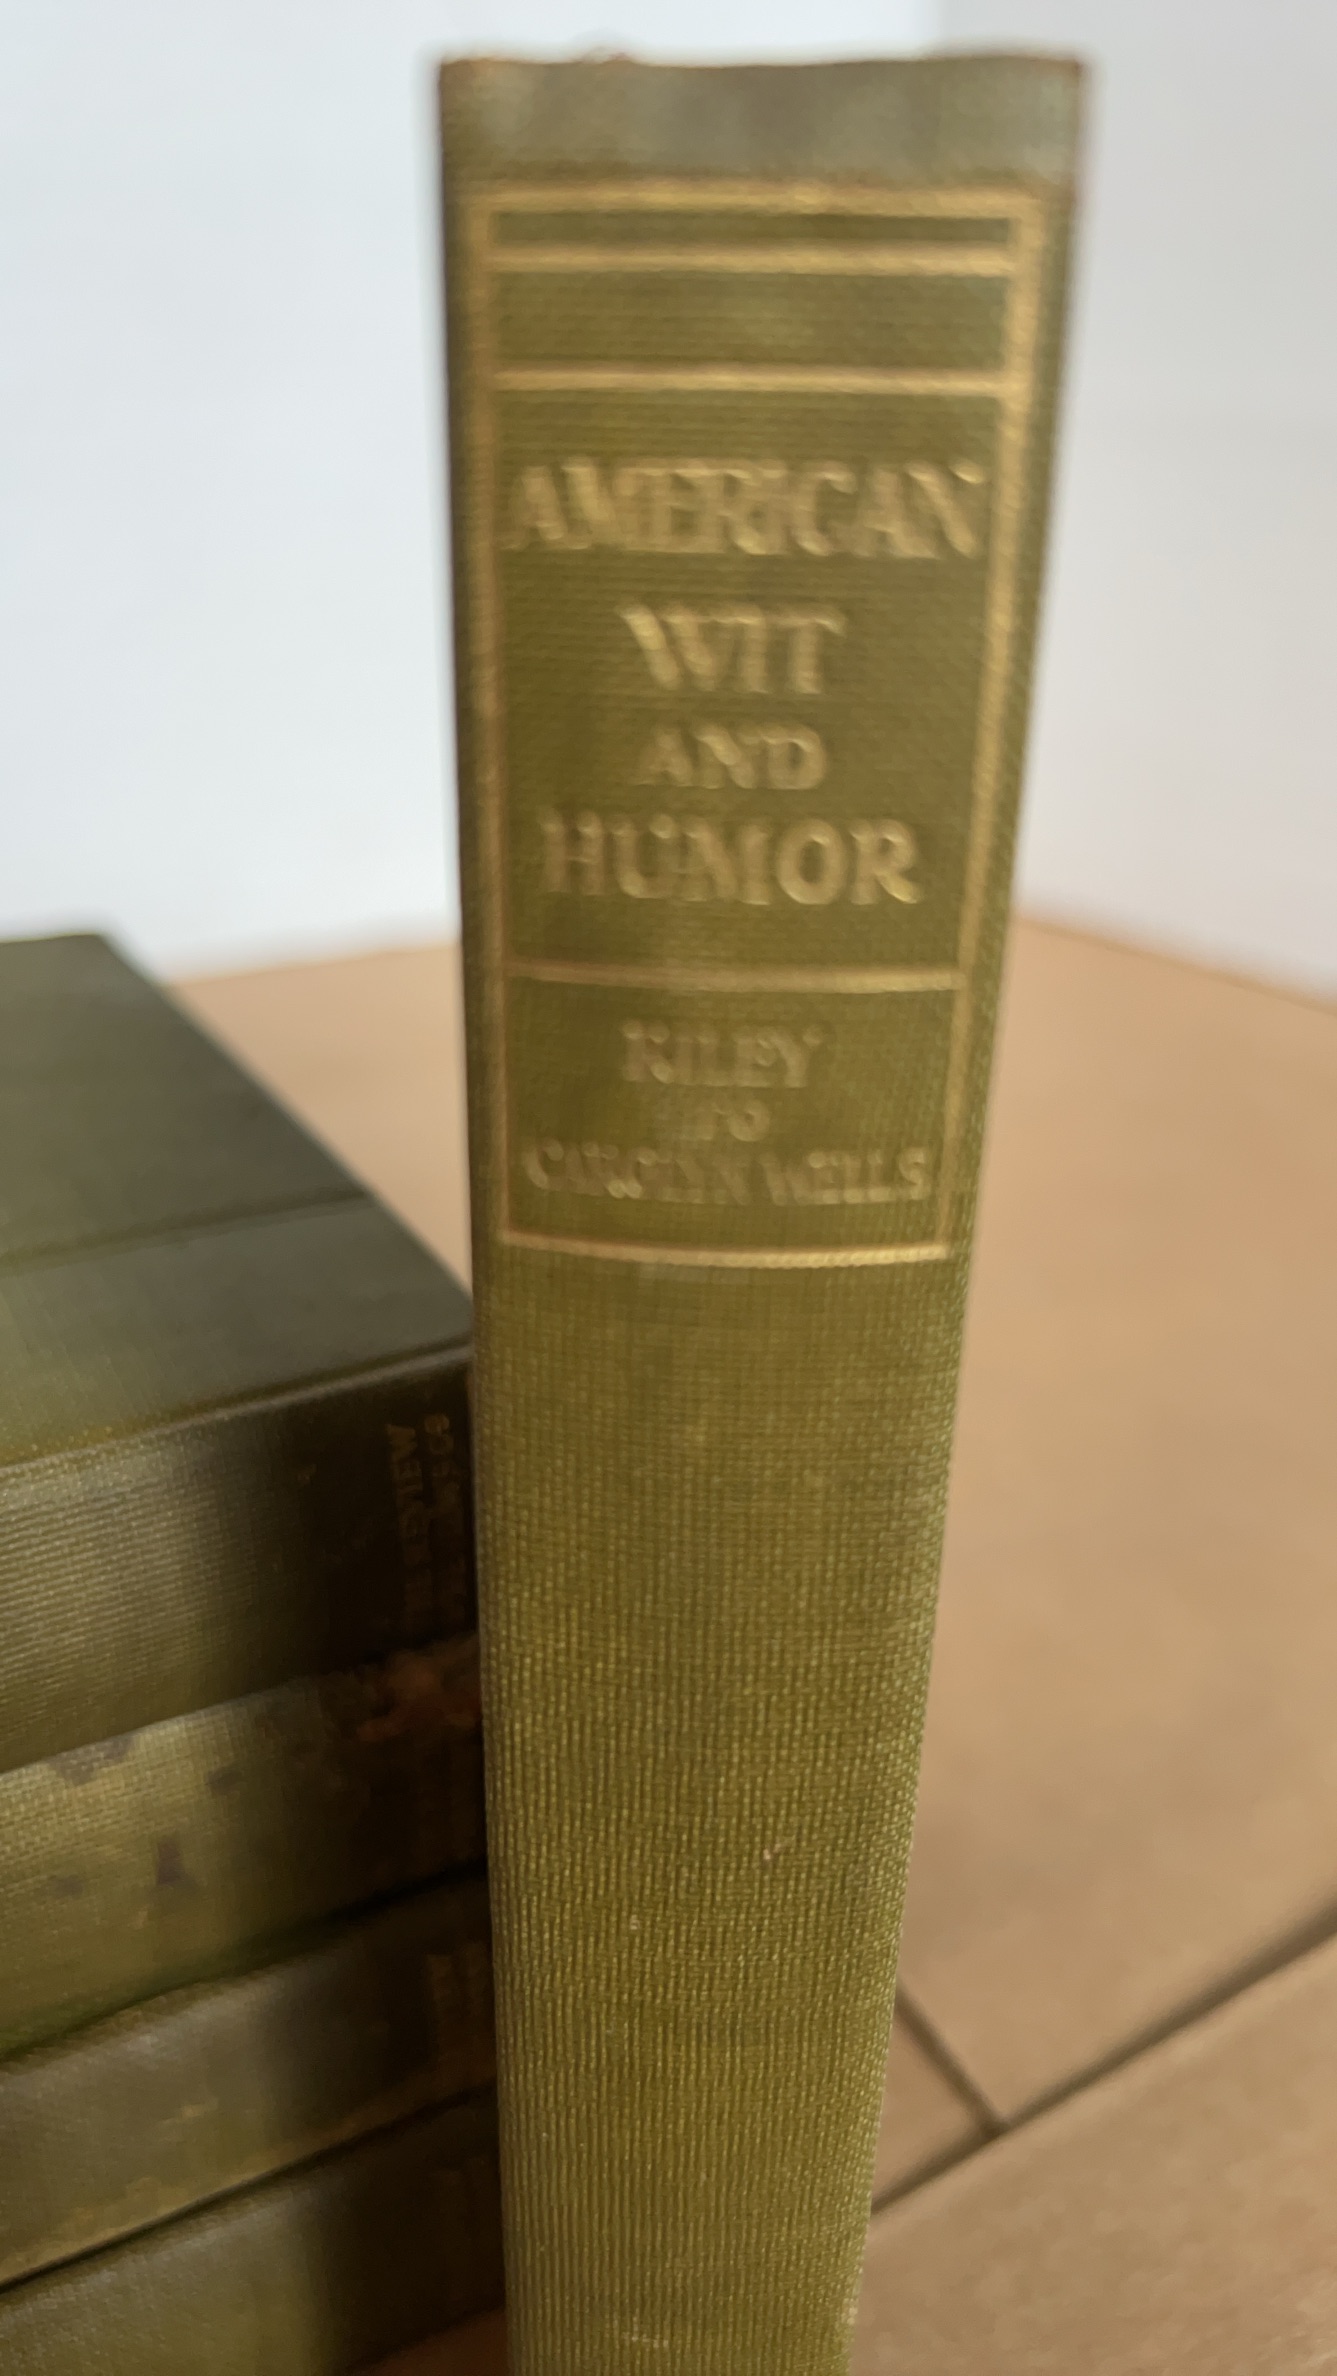 AMERICAN
WIT
AND
HUMOR
RILEY
TO
CAROLYN WELLS